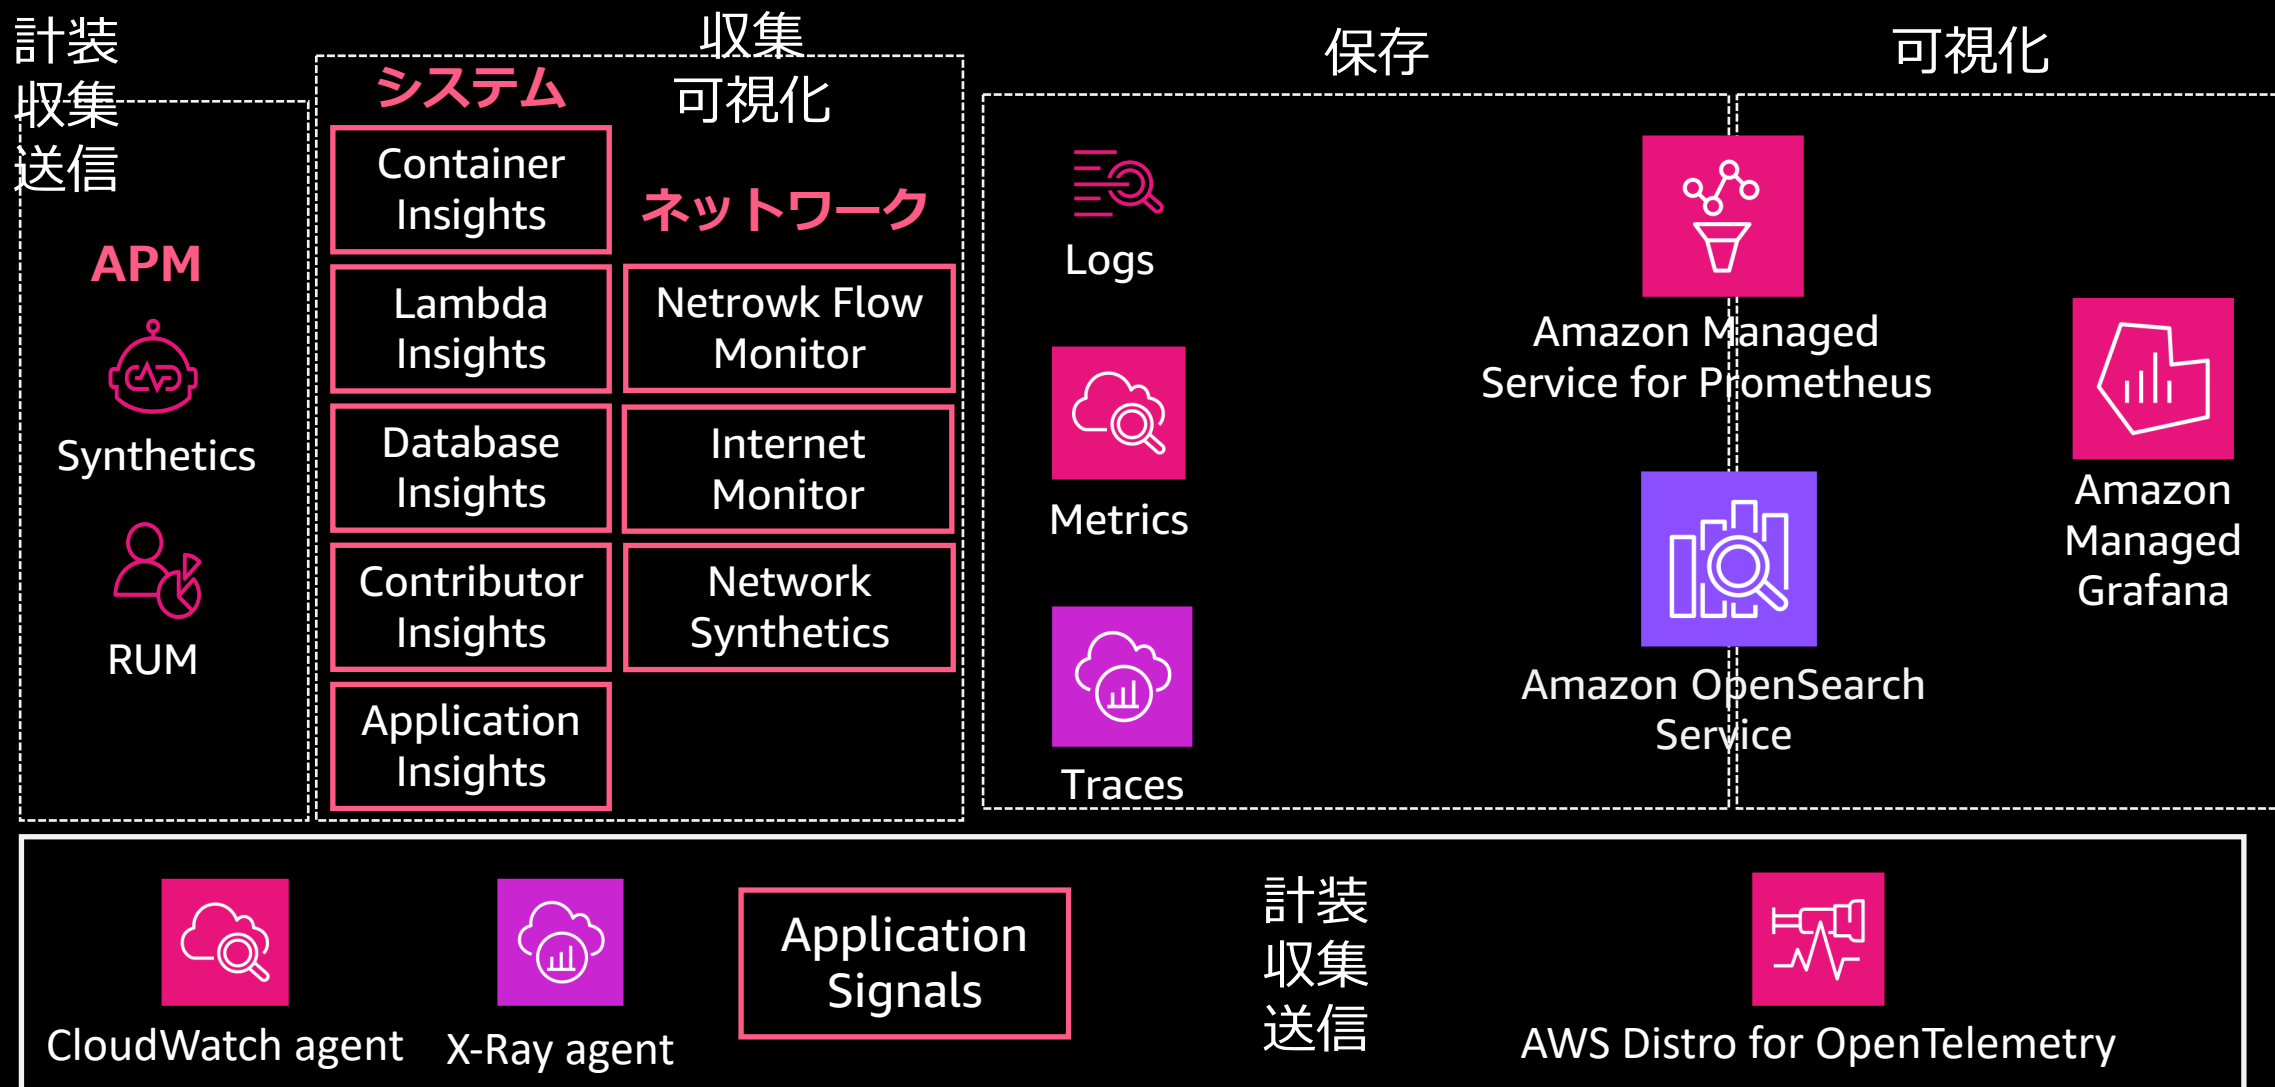 計装
収集
送信
APM
Synthetics
RUM
収集
可視化
システム
Container
Insights
Lambda
Insights
Database
Insights
Contributor
Insights
Application
Insights
ネットワーク
Netrowk Flow
Monitor
Internet
Monitor
Network
Synthetics
保存
Logs
Metrics
Traces
Amazon Managed
Service for Prometheus
Amazon OpenSearch
Service
可視化
Amazon
Managed
Grafana
CloudWatch agent
X-Ray agent
Application
Signals
計装
収集
送信
AWS Distro for OpenTelemetry